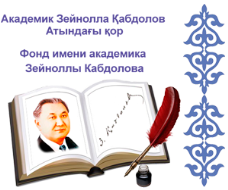 Академик Зейнолла Қабдолов
Атындағы қор
Фонд имени академика
Зейноллы Кабдолова